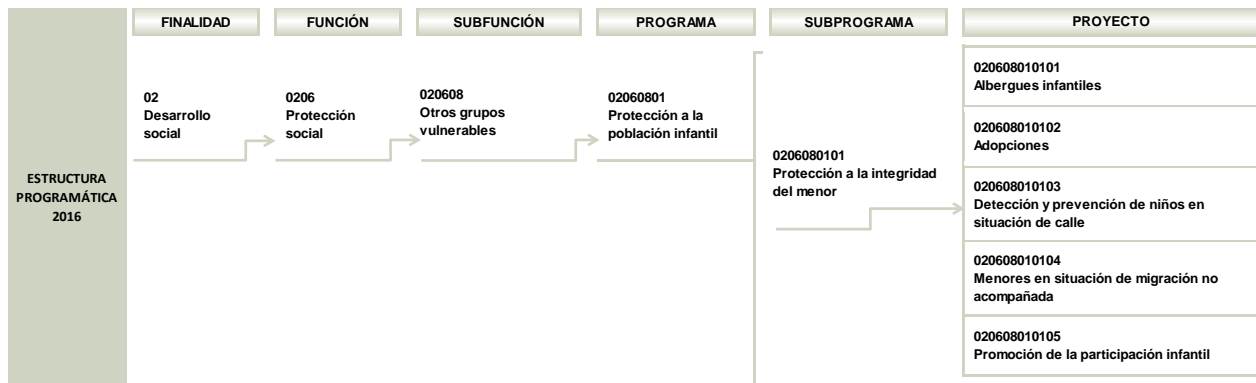 FINALIDAD
FUNCIÓN
SUBFUNCIÓN
PROGRAMA
SUBPROGRAMA
PROYECTO
ESTRUCTURA
PROGRAMÁTICA
2016
02
Desarrollo
social
0206
Protección
social
020608
Otros grupos
vulnerables
02060801
Protección a la
población infantil
0206080101
Protección a la integridad
del menor
020608010101
Albergues infantiles
020608010102
Adopciones
020608010103
Detección y prevención de niños en
situación de calle
020608010104
Menores en situación de migración no
acompañada
020608010105
Promoción de la participación infantil